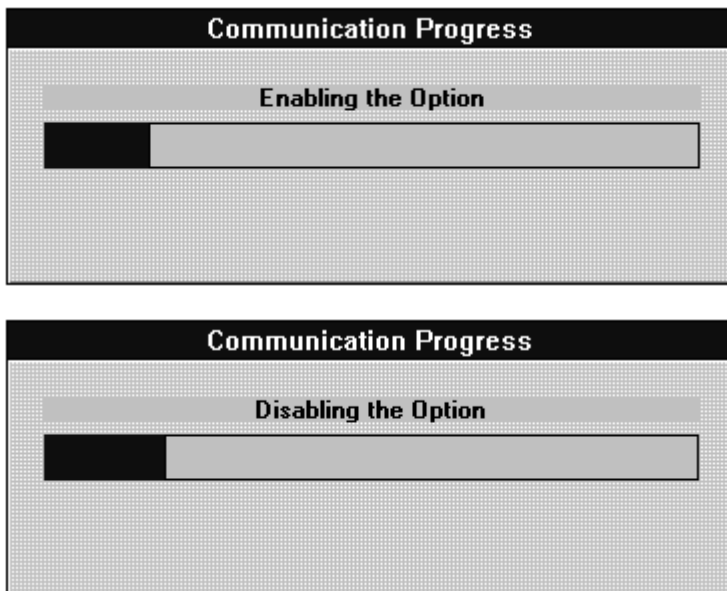 Communication Progress
Enabling the Option
Communication Progress
Disabling the Option